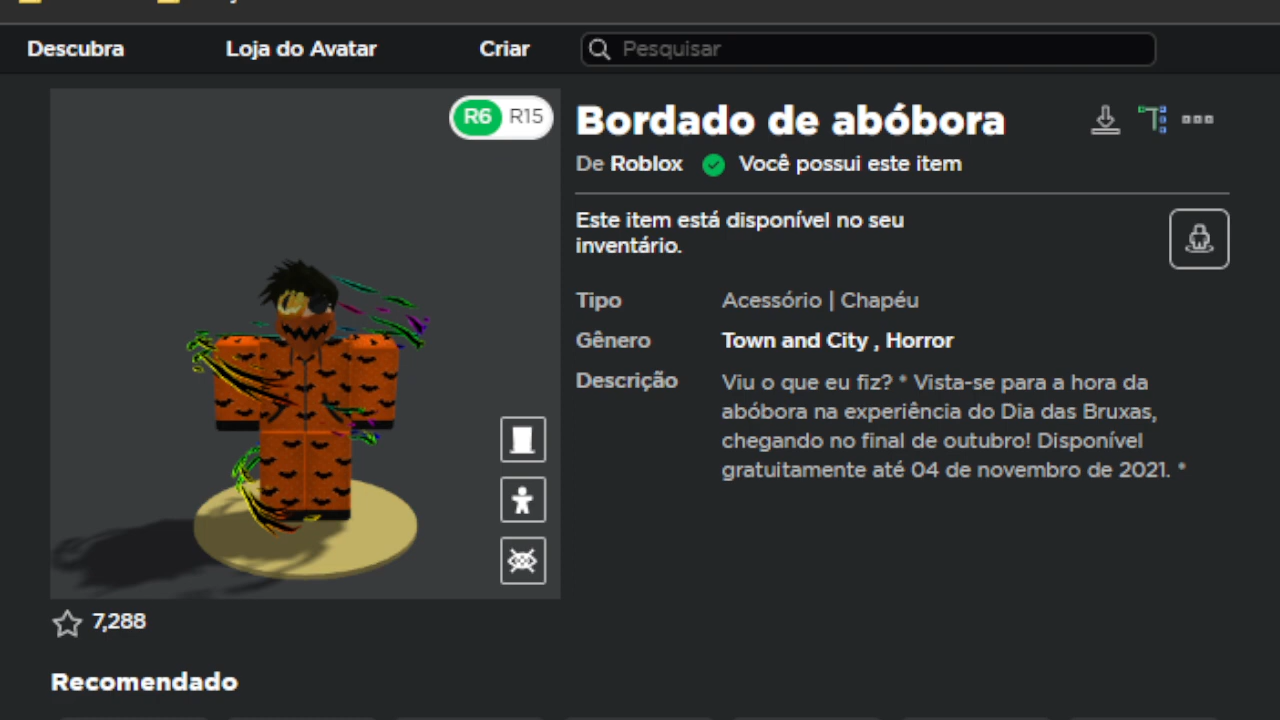 Descubra
Loja do Avatar
Criar
Pesquisar
R6 R15
Bordado de abóbora
De Roblox Você possui este item
Este item está disponível no seu
inventário.
Tipo Acessório | Chapéu
Gênero Town and City , Horror
Descrição Viu o que eu fiz? * Vista-se para a hora da
abóbora na experiência do Dia das Bruxas,
chegando no final de outubro! Disponível
gratuitamente até 04 de novembro de 2021. *
7,288
Recomendado